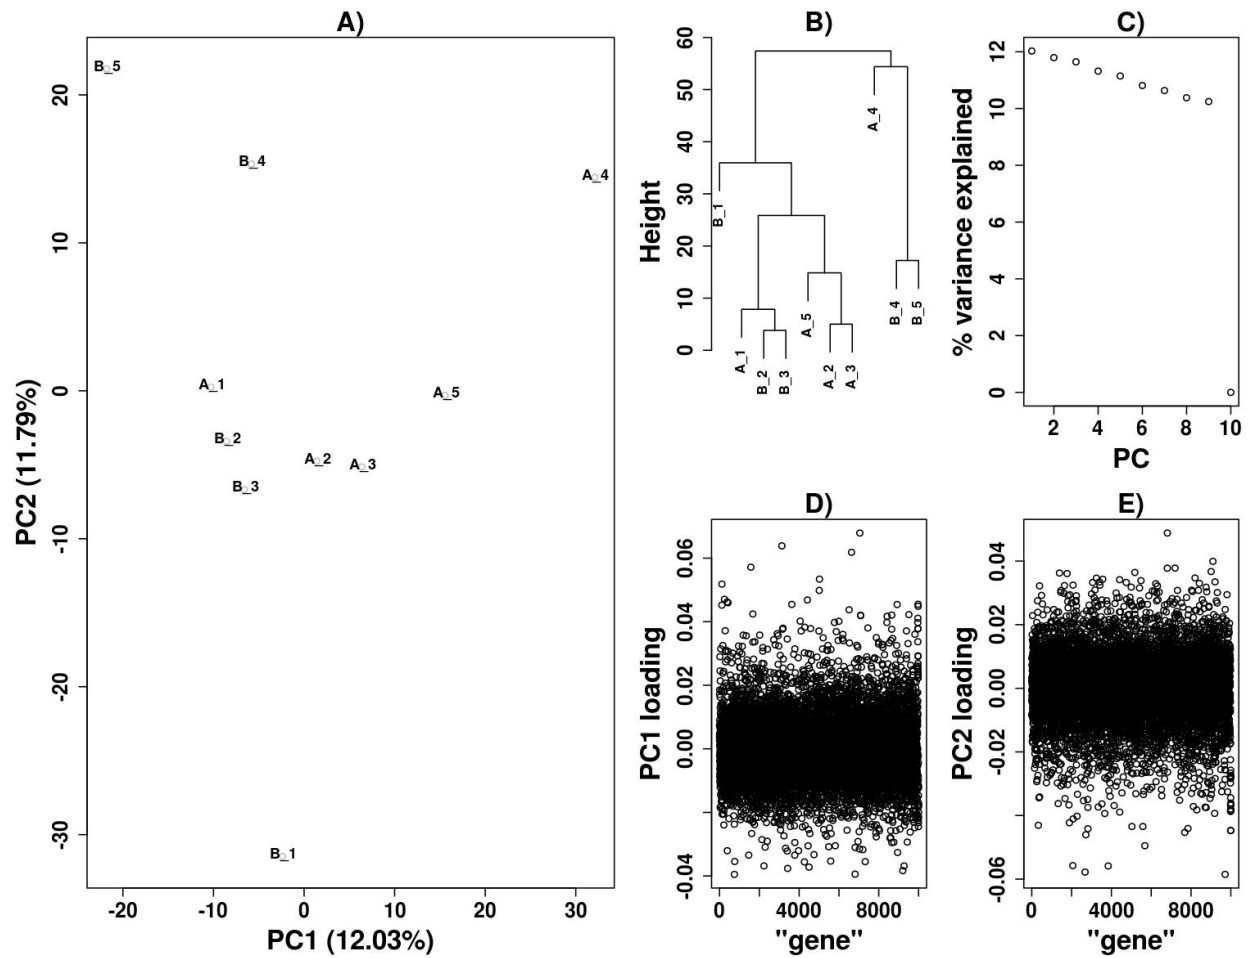 A)
B_5
B_4
A_4
A_1
A_5
B_2
A_2
A_3
B_3
B_1
20
10
0
-10
-20
-30
PC2 (11.79%)
-20 -10 0 10 20 30
PC1 (12.03%)
B)
60
50
40
30
20
10
0
Height
A_4
B_1
B_4
B_5
A_5
A_1
B_2
B_3
A_2
A_3
C)
12
10
8
6
4
2
0
% variance explained
2 4 6 8 10
PC
D)
0.06
0.04
0.02
0.00
-0.04
PC1 loading
0 4000 8000
"gene"
E)
0.04
0.02
0.00
-0.02
-0.06
PC2 loading
0 4000 8000
"gene"